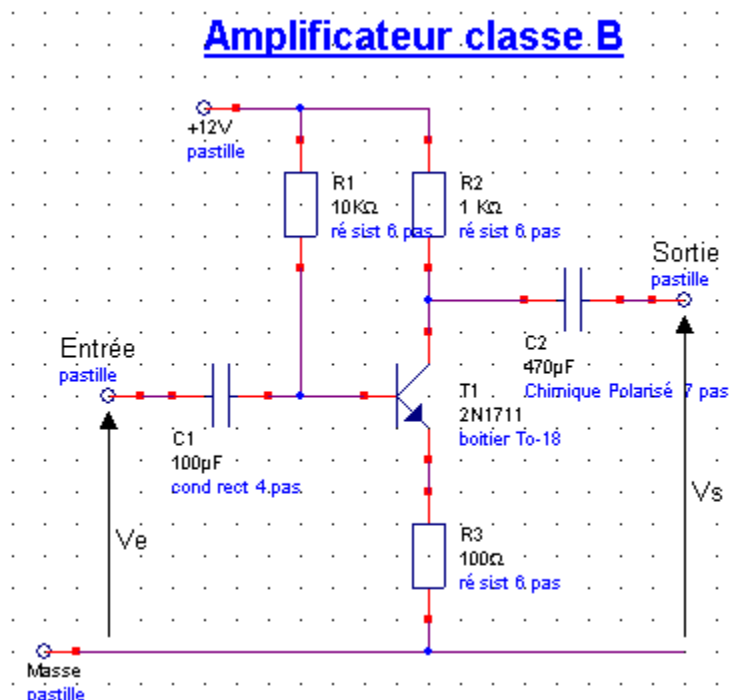 Amplificateur classe B
+12V
pastille
R1
10KΩ
ré sist 6 pas
R2
1 KΩ
ré sist 6 pas
Sortie
pastille
Entrée
pastille
C2
470µF
Chimique Polarisé 7 pas
T1
2N1711
boitier To-18
C1
100µF
cond rect 4 pas
Vs
Ve
R3
100Ω
ré sist 6 pas
Masse
pastille